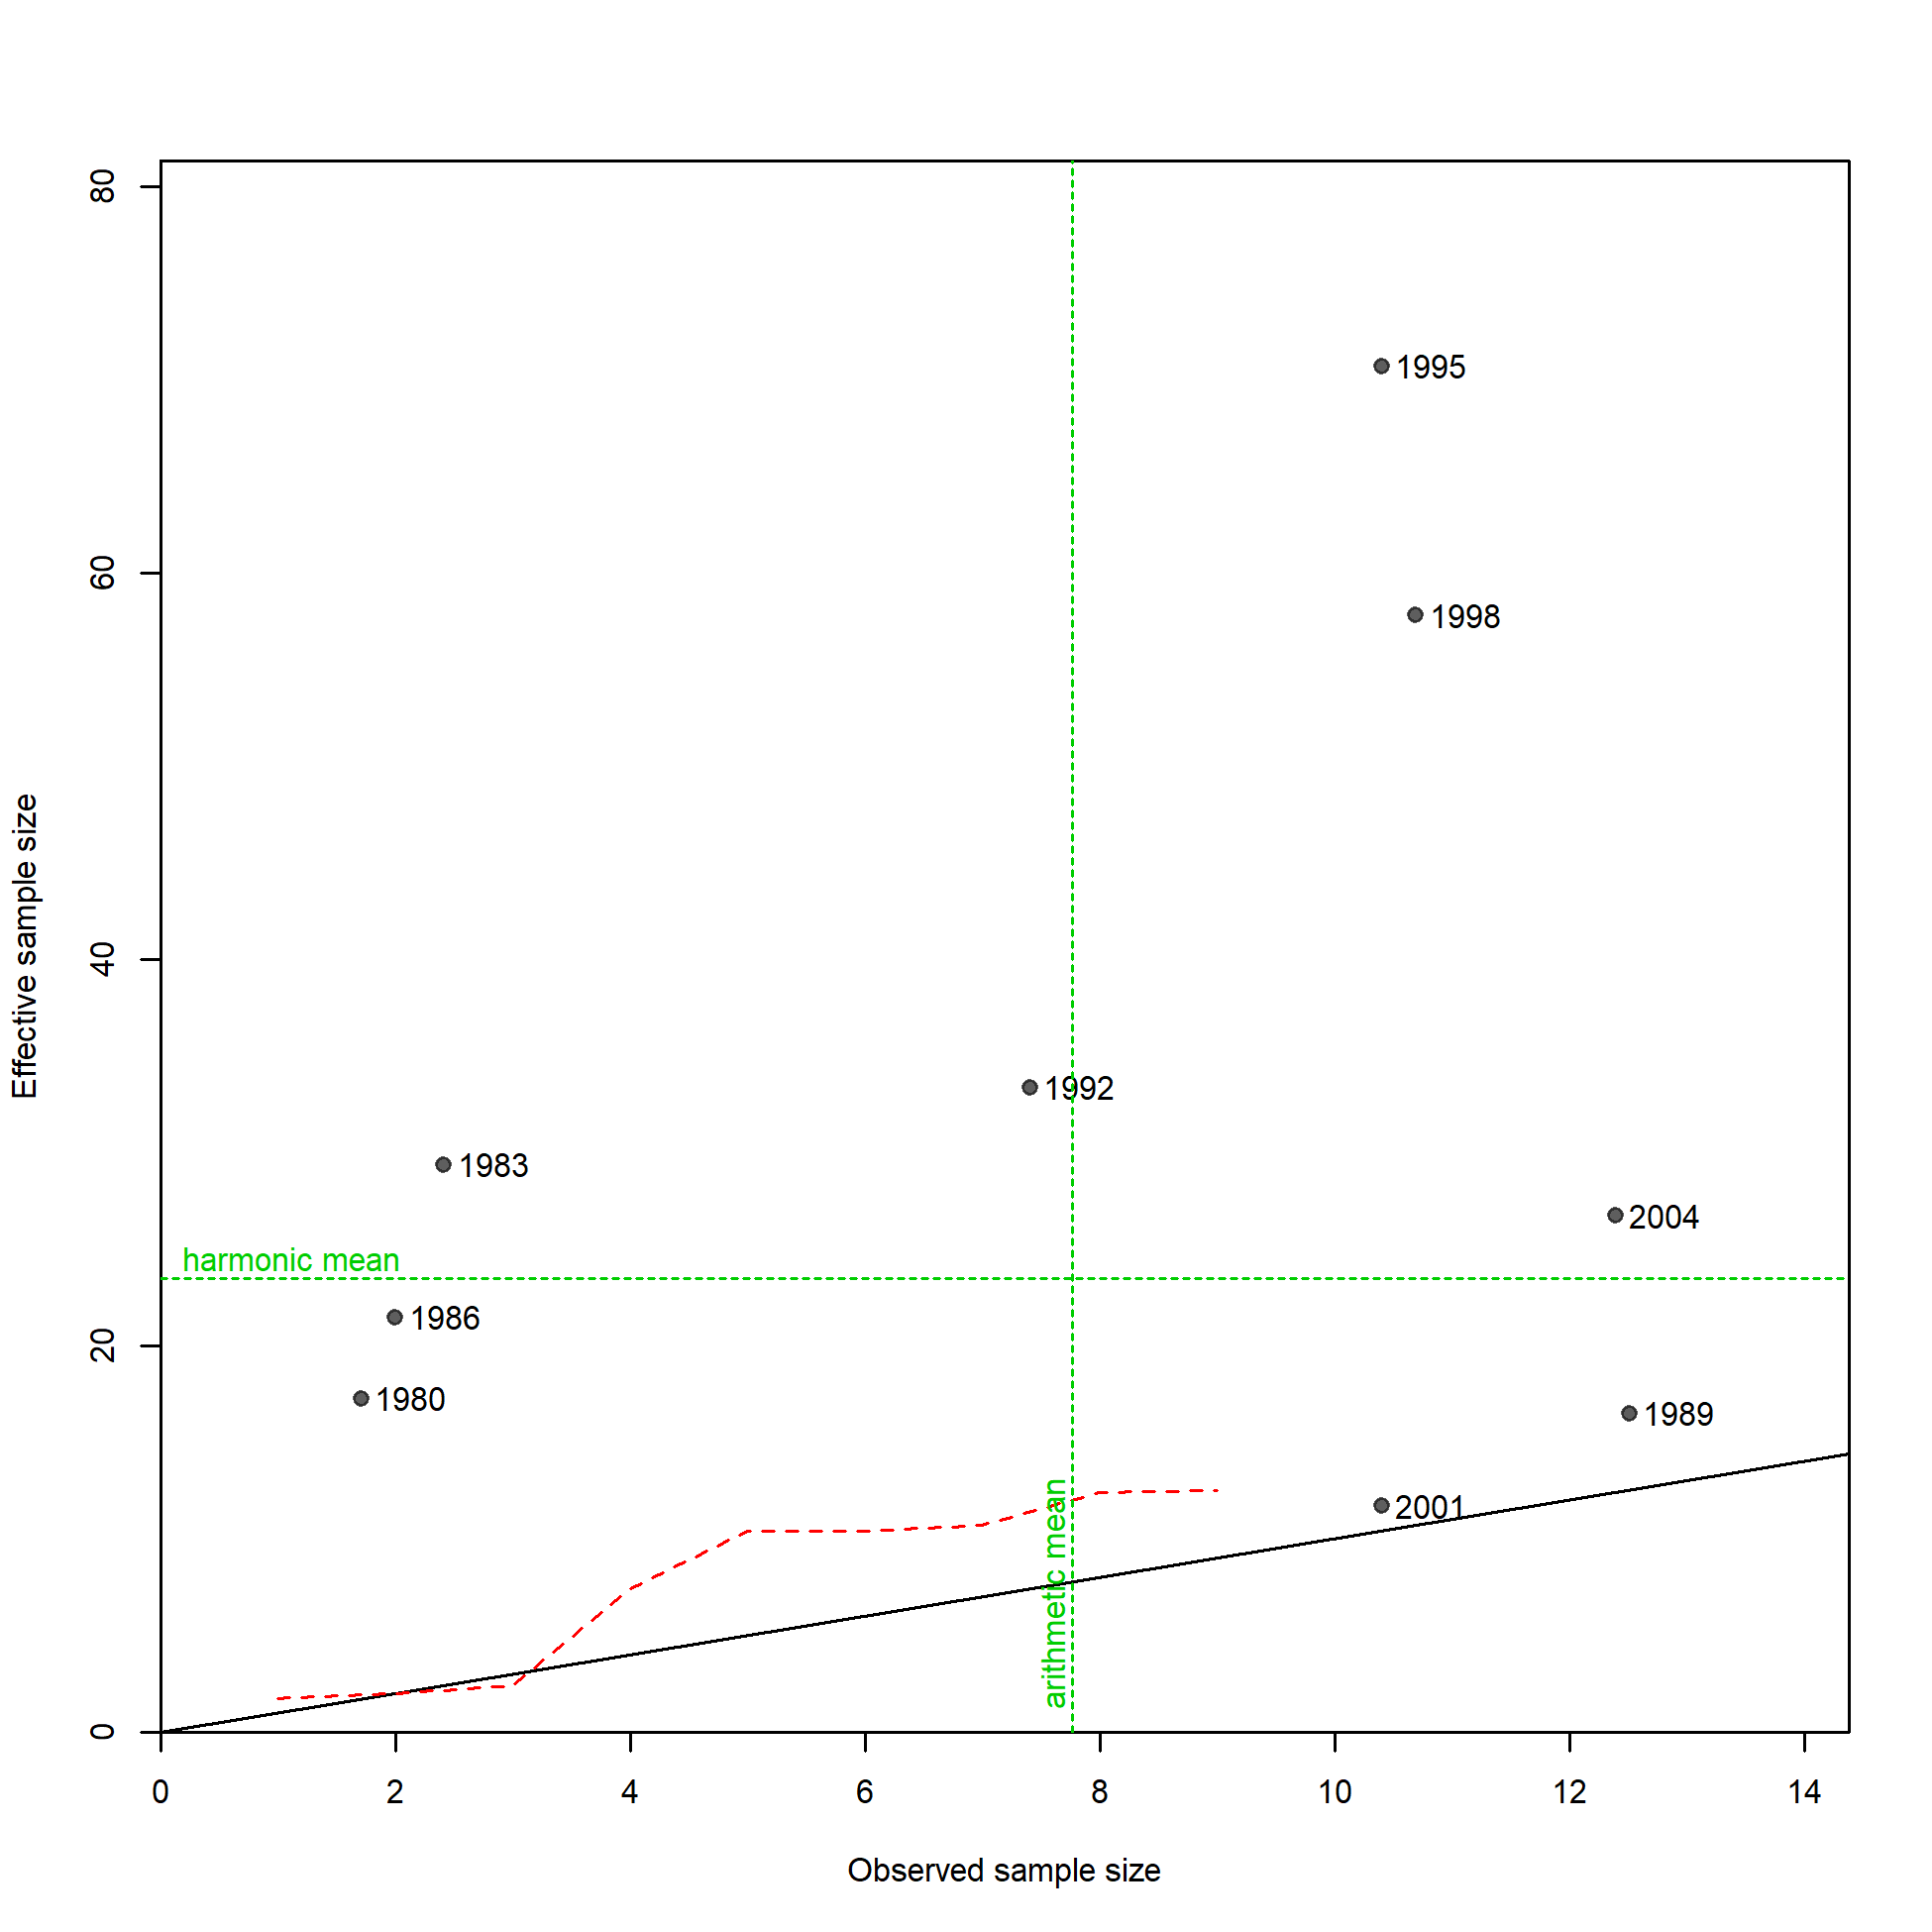 80
60
40
20
0
Effective sample size
1995
1998
1992
1983
2004
harmonic mean
1986
1980
1989
2001
arithmetic mean
0 2 4 6 8 10 12 14
Observed sample size